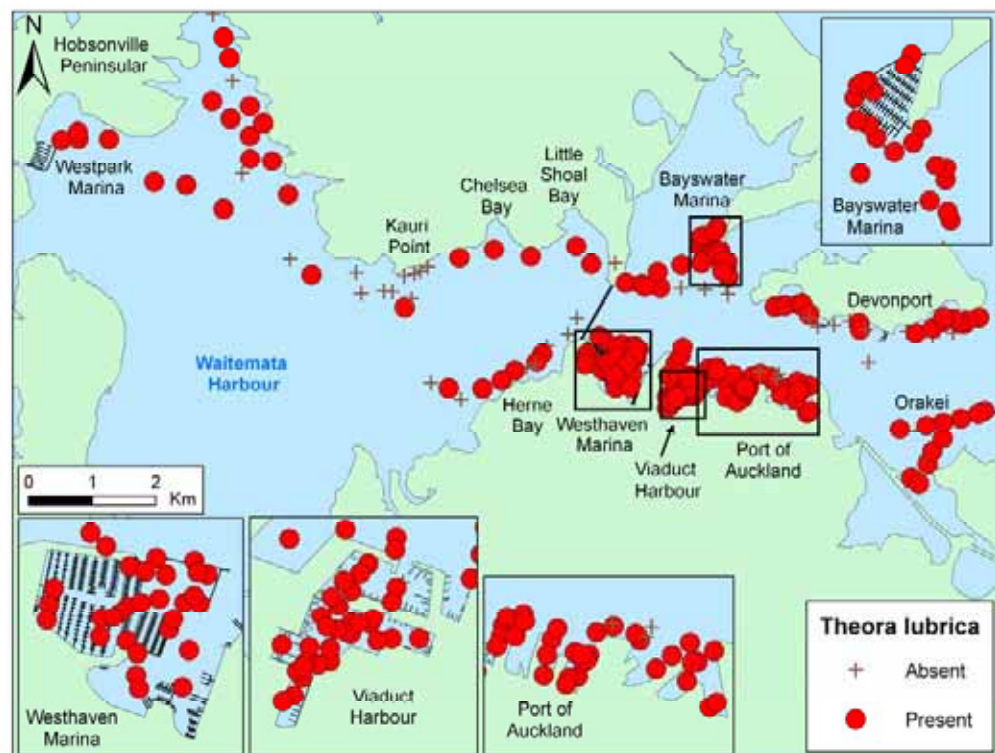 N
Hobsonville
Peninsular
Westpark
Marina
Kauri
Point
Chelsea
Bay
Little
Shoal
Bay
Bayswater
Marina
Bayswater
Marina
Devonport
Waitemata
Harbour
Herne
Bay
Westhaven
Marina
Viaduct
Harbour
Port of
Auckland
Orakei
0 1 2
Km
Westhaven
Marina
Viaduct
Harbour
Port of
Auckland
Theora lubrica
Absent
Present